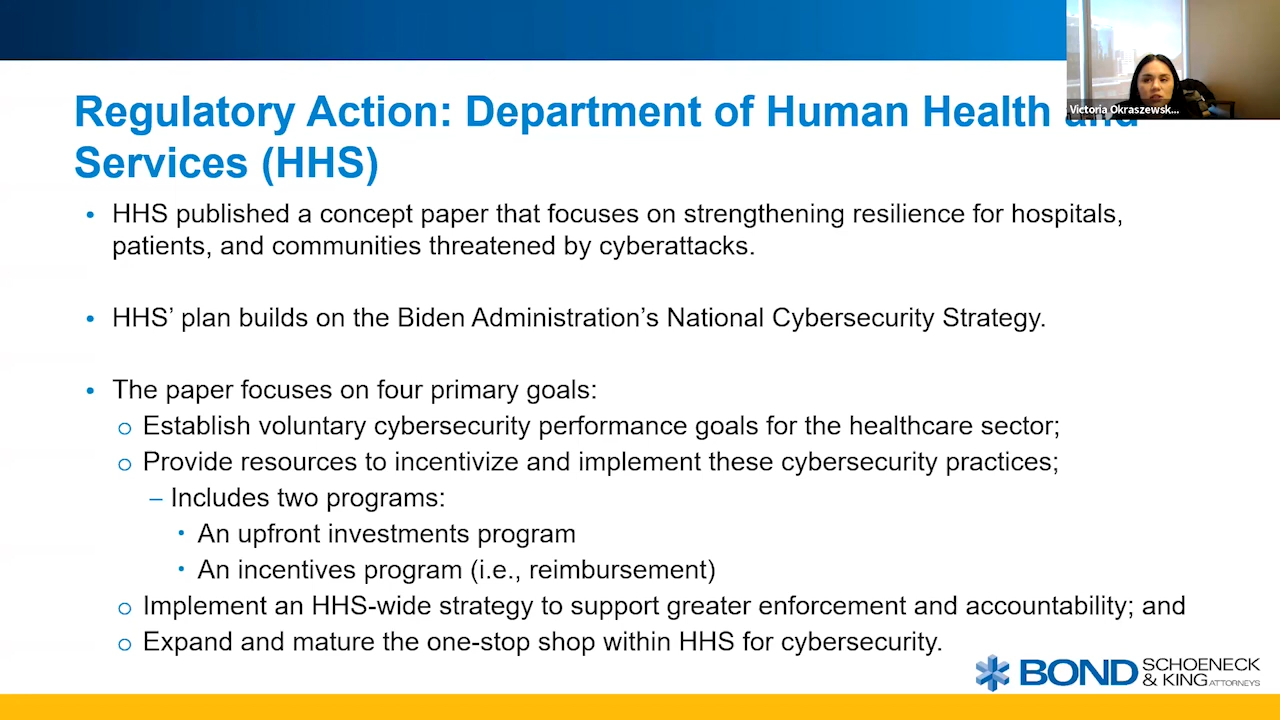 Regulatory Action: Department of Human Health and
Services (HHS)
Victoria Okraszewsk...
• HHS published a concept paper that focuses on strengthening resilience for hospitals,
patients, and communities threatened by cyberattacks.
• HHS’ plan builds on the Biden Administration’s National Cybersecurity Strategy.
• The paper focuses on four primary goals:
o Establish voluntary cybersecurity performance goals for the healthcare sector;
o Provide resources to incentivize and implement these cybersecurity practices;
– Includes two programs:
• An upfront investments program
• An incentives program (i.e., reimbursement)
o Implement an HHS-wide strategy to support greater enforcement and accountability; and
o Expand and mature the one-stop shop within HHS for cybersecurity.
BOND SCHOENECK
& KING ATTORNEYS